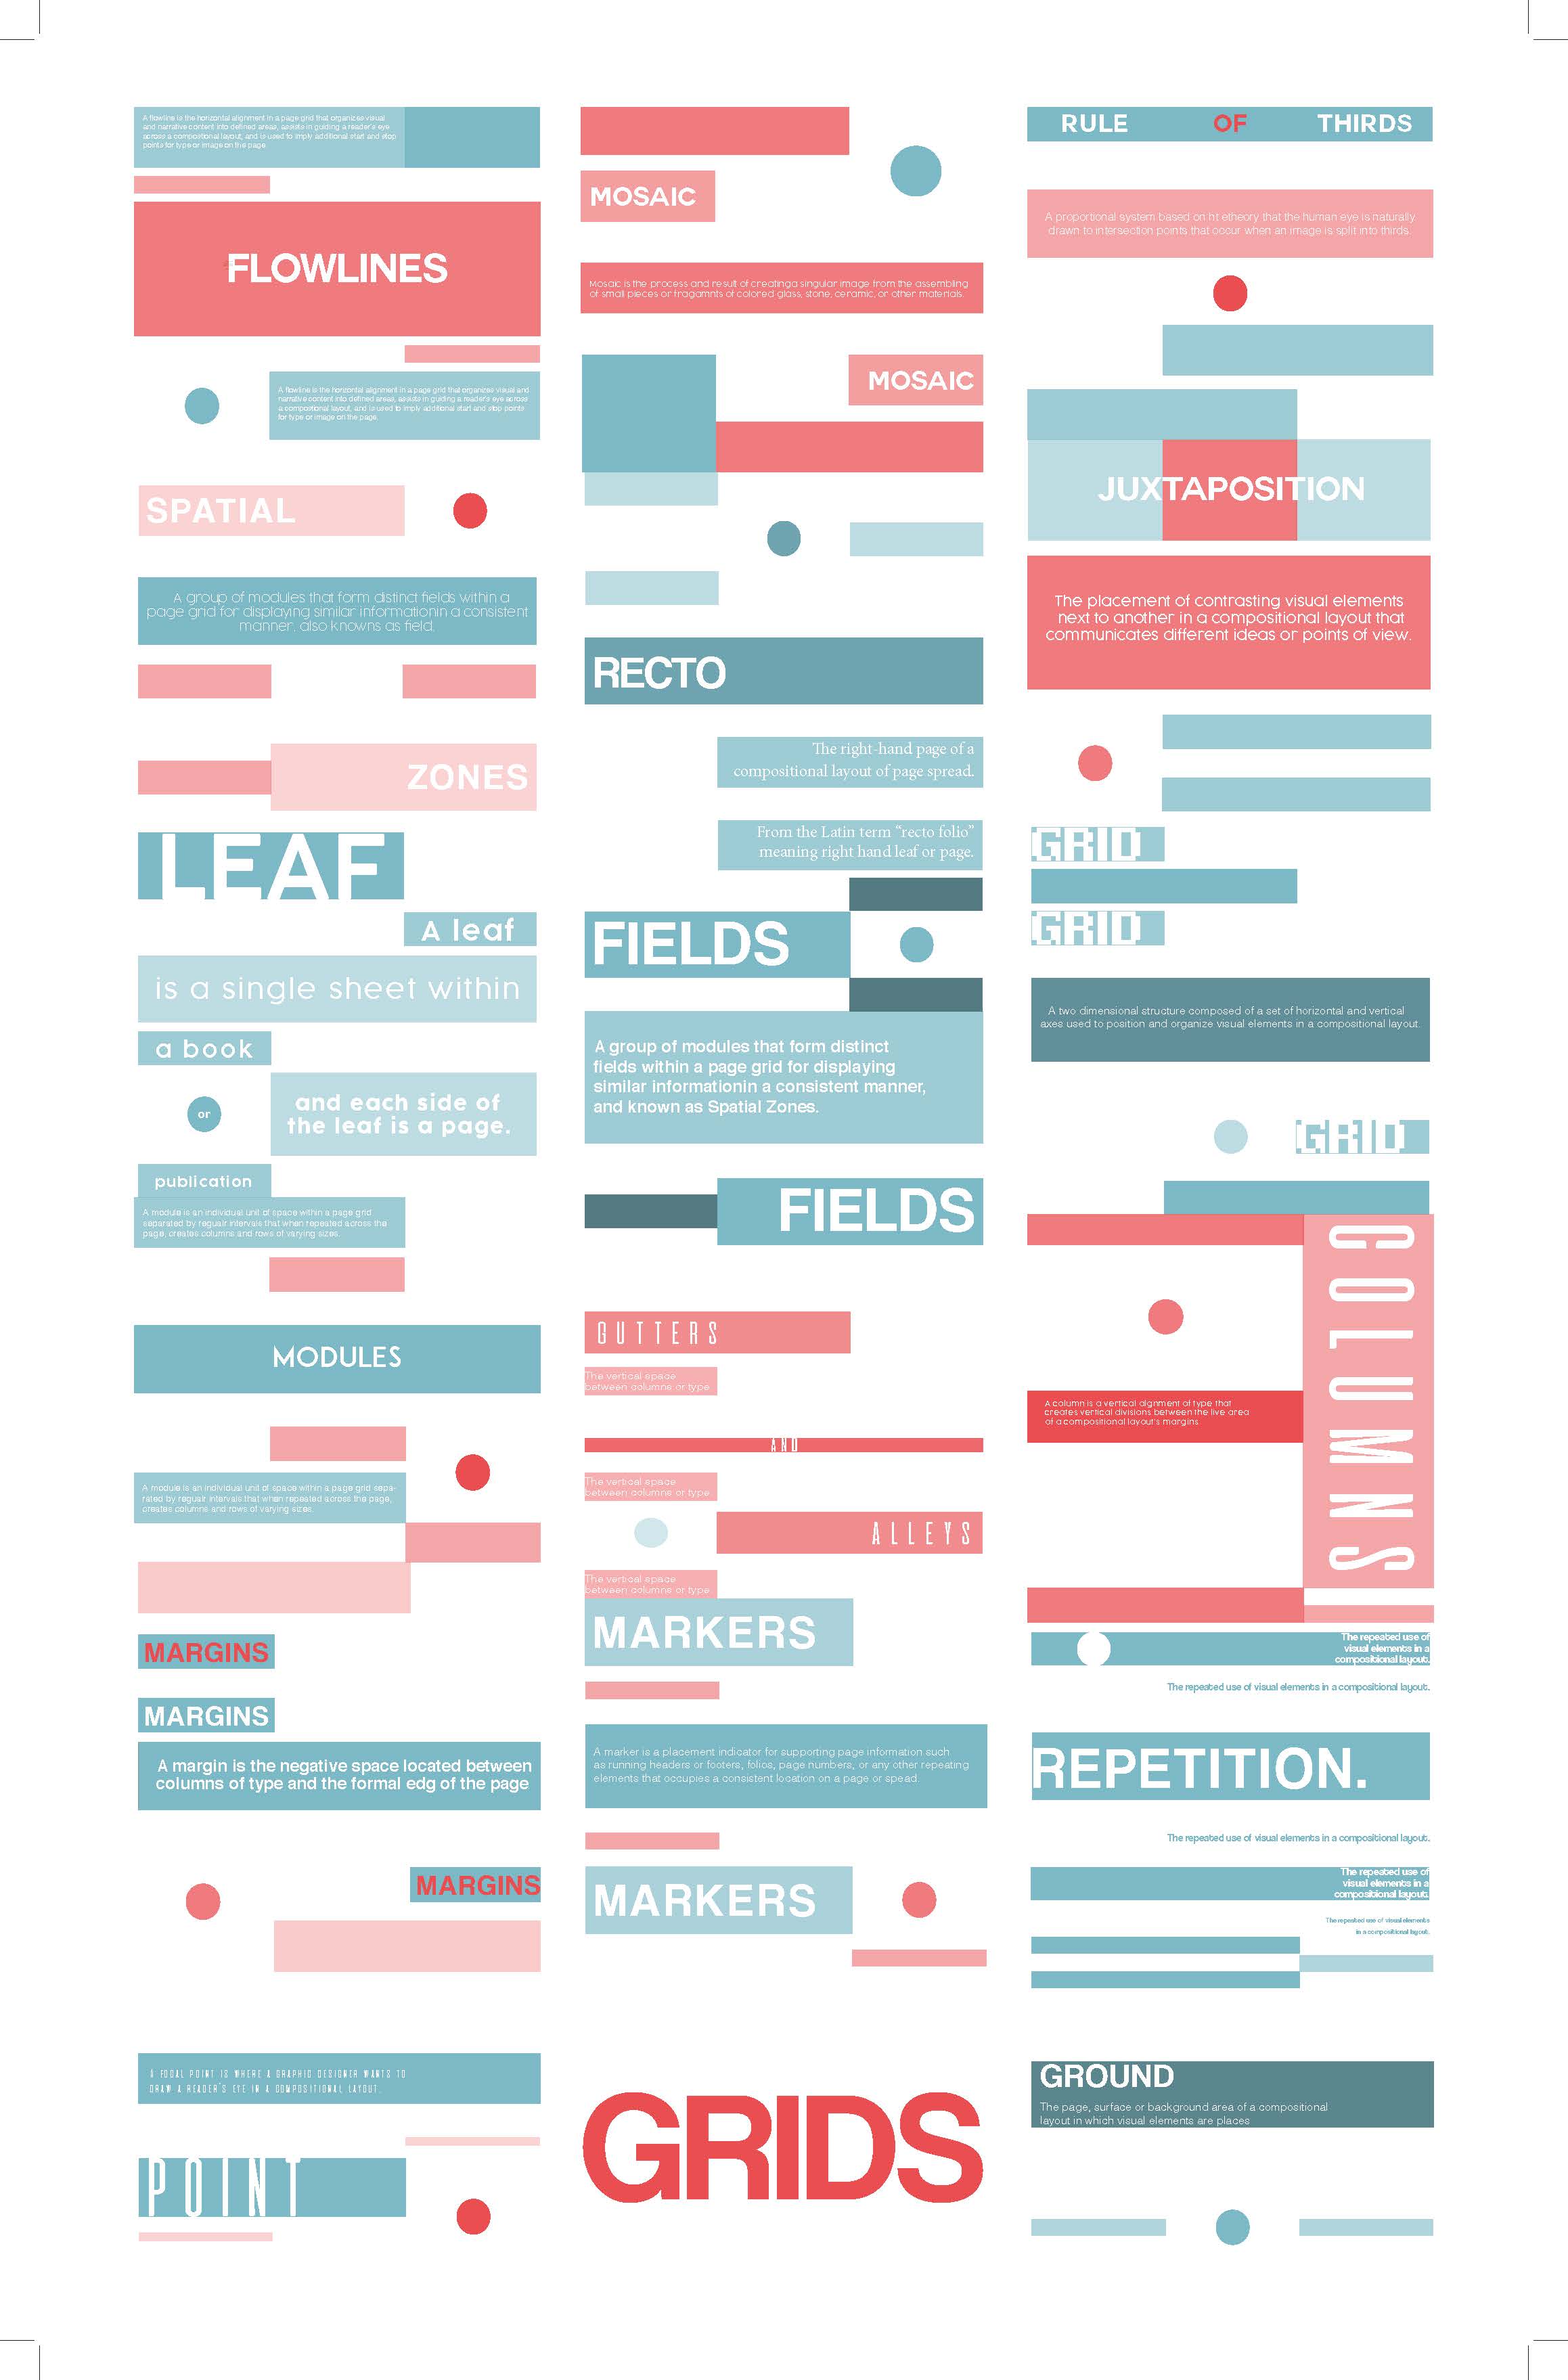 A flowline is the horizontal alignment in a page grid that organizes visual
and narrative content into defined areas, assists in guiding a reader's eye
across a compositional layout, and is used to imply additional start and stop
points for type or image on the page.
FLOWLINES
A flowline is the horizontal alignment in a page grid that organizes visual and
narrative content into defined areas, assists in guiding a reader's eye across
a compositional layout, and is used to imply additional start and stop points
for type or image on the page.
SPATIAL
A group of modules that form distinct fields within a
page grid for displaying similar informationin a consistent
manner, also knowns as field.
ZONES
LEAF
A leaf
is a single sheet within
a book
or
and each side of
the leaf is a page.
publication
A module is an individual unit of space within a page grid
separated by regualr intervals that when repeated across the
page, creates columns and rows of varying sizes.
MODULES
A module is an individual unit of space within a page grid sepa-
rated by regualr intervals that when repeated across the page,
creates columns and rows of varying sizes.
MARGINS
MARGINS
A margin is the negative space located between
columns of type and the formal edg of the page
MARGINS
A FOCAL POINT IS WHERE A GRAPHIC DESIGNER WANTS TO
DRAW A READER'S EYE IN A COMPOSITIONAL LAYOUT.
POINT
MOSAIC
Mosaic is the process and result of creatinga singular image from the assembling
of small pieces or fragamnts of colored glass, stone, ceramic, or other materials.
MOSAIC
RECTO
The right-hand page of a
compositional layout of page spread.
From the Latin term “recto folio”
meaning right hand leaf or page.
FIELDS
A group of modules that form distinct
fields within a page grid for displaying
similar informationin a consistent manner,
and known as Spatial Zones.
FIELDS
GUTTERS
The vertical space
between columns or type
AND
The vertical space
between columns or type
ALLEYS
The vertical space
between columns or type
MARKERS
A marker is a placement indicator for supporting page information such
as running headers or footers, folios, page numbers, or any other repeating
elements that occupies a consistent location on a page or spead.
MARKERS
GRIDS
RULE OF THIRDS
A proportional system based on ht etheory that the human eye is naturally
drawn to intersection points that occur when an image is split into thirds.
JUXTAPOSITION
The placement of contrasting visual elements
next to another in a compositional layout that
communicates different ideas or points of view.
GRID
GRID
A two dimensional structure composed of a set of horizontal and vertical
axes used to position and organize visual elements in a compositional layout.
GRID
COLUMNS
A column is a vertical alignment of type that
creates vertical divisions between the live area
of a compositional layout's margins.
The repeated use of
visual elements in a
compositional layout.
The repeated use of visual elements in a compositional layout.
REPETITION.
The repeated use of visual elements in a compositional layout.
The repeated use of
visual elements in a
compositional layout.
The repeated use of visual elements
in a compositional layout.
GROUND
The page, surface or background area of a compositional
layout in which visual elements are places